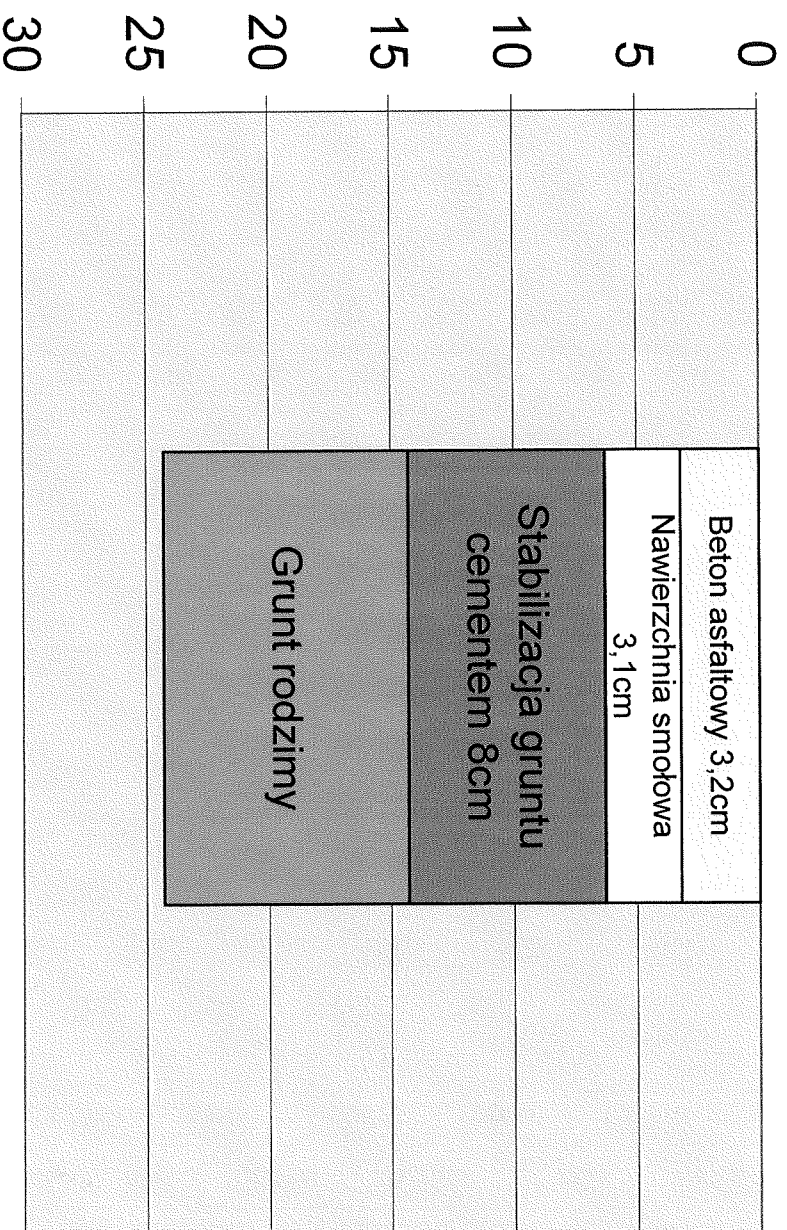 0
5
10
15
20
25
30
Beton asfaltowy 3,2cm
Nawierzchnia smołowa
3,1cm
Stabilizacja gruntu
cementem 8cm
Grunt rodzimy